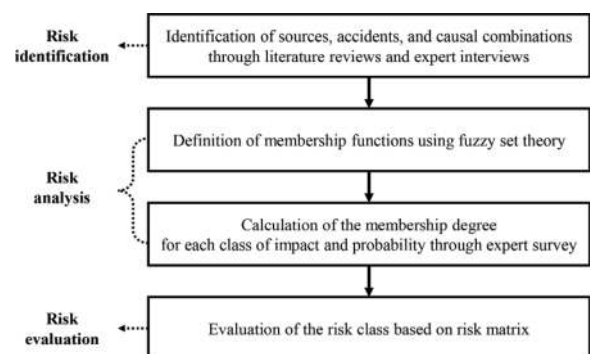 Risk
identification
Identification of sources, accidents, and causal combinations
through literature reviews and expert interviews
Definition of membership functions using fuzzy set theory
Risk
analysis
Calculation of the membership degree
for each class of impact and probability through expert survey
Risk
evaluation
Evaluation of the risk class based on risk matrix